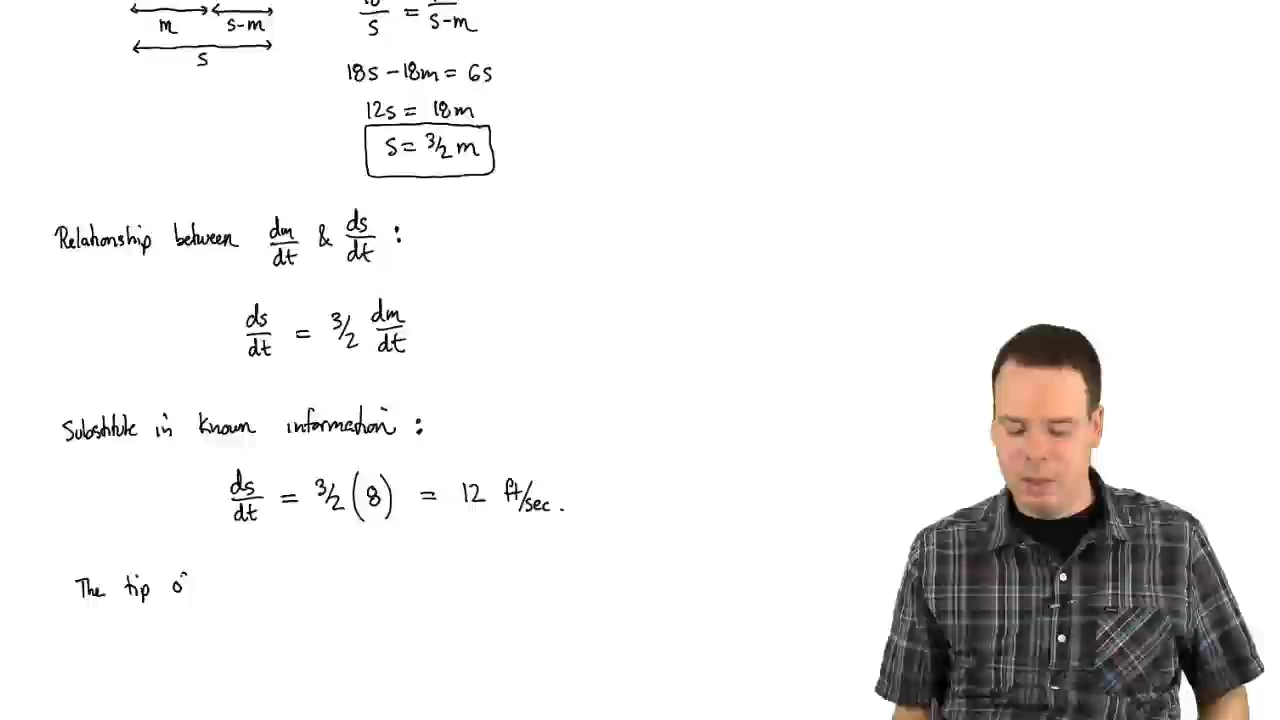 m s-m
s
18/s = /s-m
18s - 18m = 6s
12s = 18m
s = 3/2 m
Relationship between dm/dt & ds/dt :
ds/dt = 3/2 dm/dt
Substitute in known information :
ds/dt = 3/2 (8) = 12 ft/sec.
The tip o